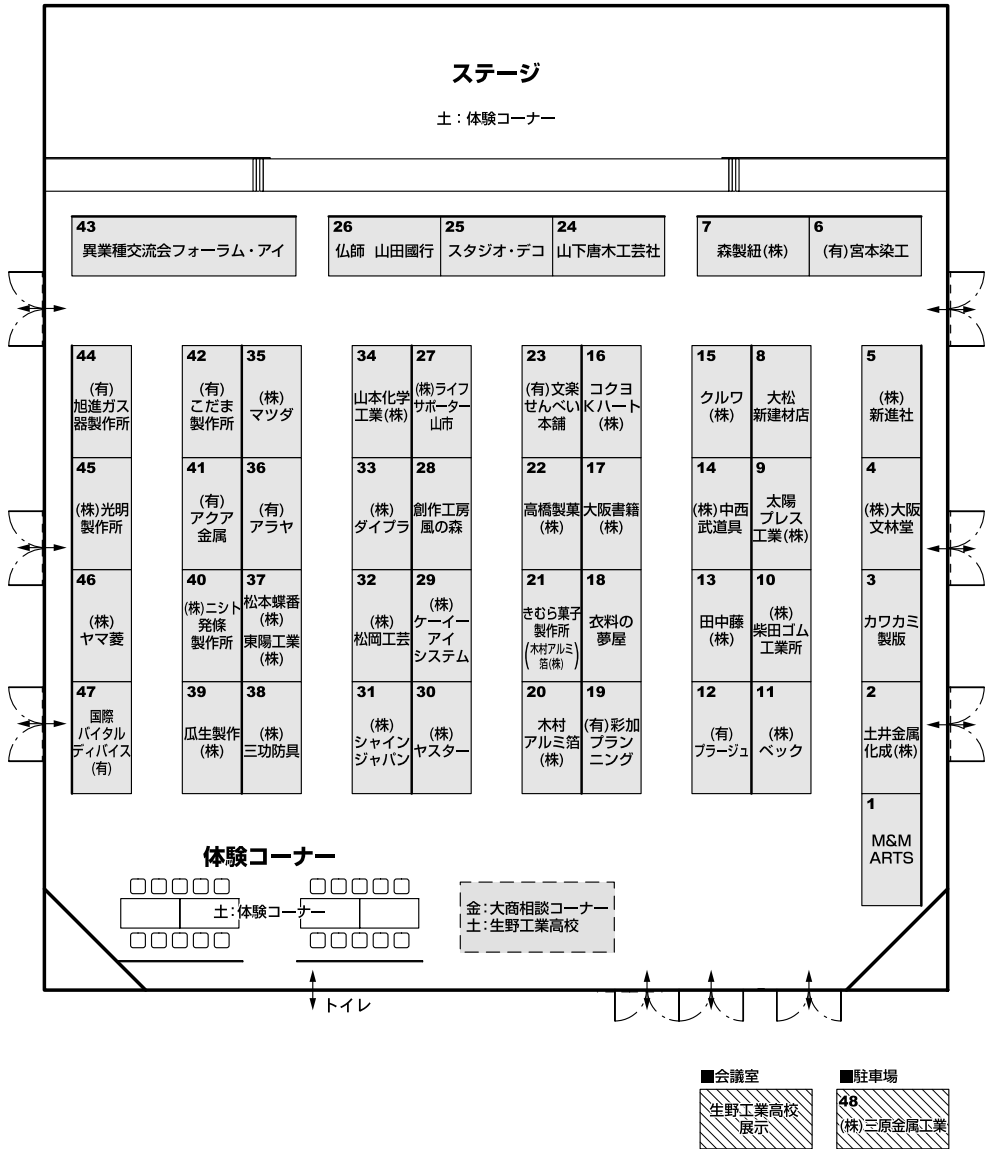 ステージ
土：体験コーナー
43
異業種交流会フォーラム・アイ
26
仏師 山田國行
25
スタジオ・デコ
24
山下唐木工芸社
7
森製紐(株)
6
(有)宮本染工
44
(有)
旭進ガス
器製作所
42
(有)
こだま
製作所
35
(株)
マツダ
34
山本化学
工業(株)
27
(株)ライフ
サポーター
山市
23
(有)文楽
せんべい
本舗
16
コクヨ
Kハート
(株)
15
クルワ
(株)
8
大松
新建材店
5
(株)
新進社
45
(株)光明
製作所
41
(有)
アクア
金属
36
(有)
アラヤ
33
(株)
ダイプラ
28
創作工房
風の森
22
高橋製菓
(株)
17
大阪書籍
(株)
14
(株)中西
武道具
9
太陽
プレス
工業(株)
4
(株)大阪
文林堂
46
(株)
ヤマ菱
40
(株)ニシト
発條
製作所
37
松本蝶番
(株)
東陽工業
(株)
32
(株)
松岡工芸
29
(株)
ケーイー
アイ
システム
21
きむら菓子
製作所
(木村アルミ
箔(株))
18
衣料の
夢屋
13
田中藤
(株)
10
(株)
柴田ゴム
工業所
3
カワカミ
製版
47
国際
バイタル
ディバイス
(有)
39
瓜生製作
(株)
38
(株)
三功防具
31
(株)
シャイン
ジャパン
30
(株)
ヤスター
20
木村
アルミ箔
(株)
19
(有)彩加
プラン
ニング
12
(有)
プラージュ
11
(株)
ベック
2
土井金属
化成(株)
1
M&M
ARTS
体験コーナー
土：体験コーナー
金：大商相談コーナー
土：生野工業高校
トイレ
■会議室
生野工業高校
展示
■駐車場
48
(株)三原金属工業